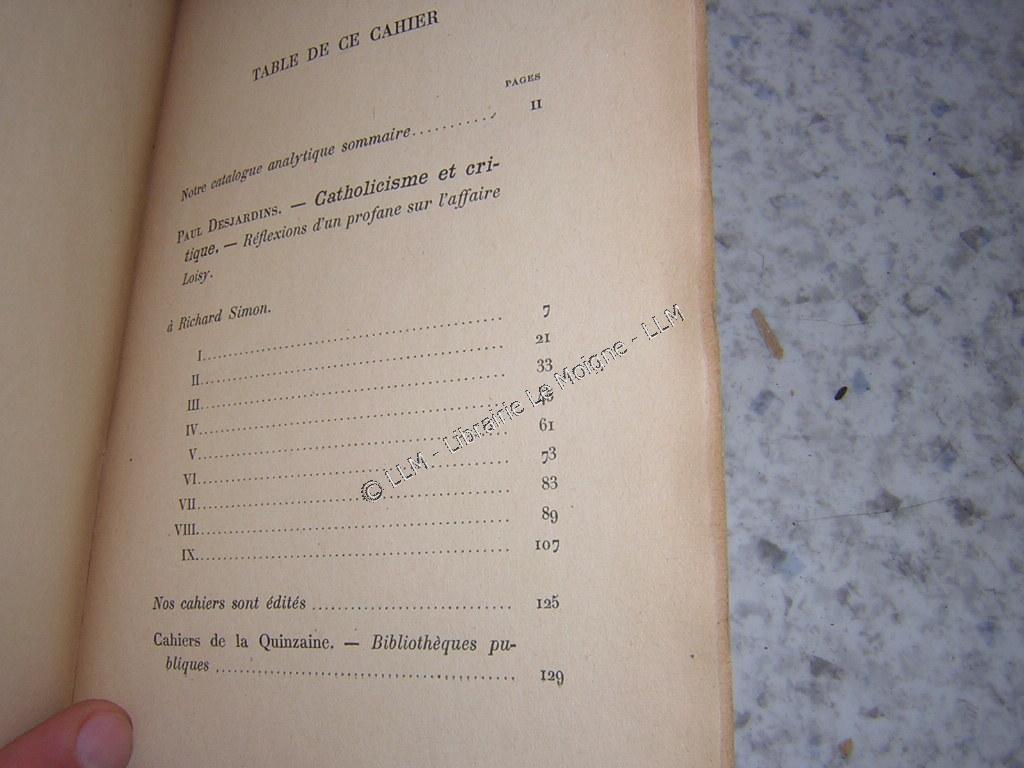 TABLE DE CE CAHIER
PAGES
Notre catalogue analytique sommaire.......... II
PAUL DESJARDINS. — Catholicisme et cri-
tique. — Réflexions d'un profane sur l'affaire
Loisy.
à Richard Simon.
I.......... 7
II.......... 21
III.......... 33
IV..........
V.......... 61
VI.......... 73
VII.......... 83
VIII.......... 89
IX.......... 107
Nos cahiers sont édités .......... 125
Cahiers de la Quinzaine. — Bibliothèques pu-
bliques .......... 129
© LLM - Librairie Le Moigne - LLM